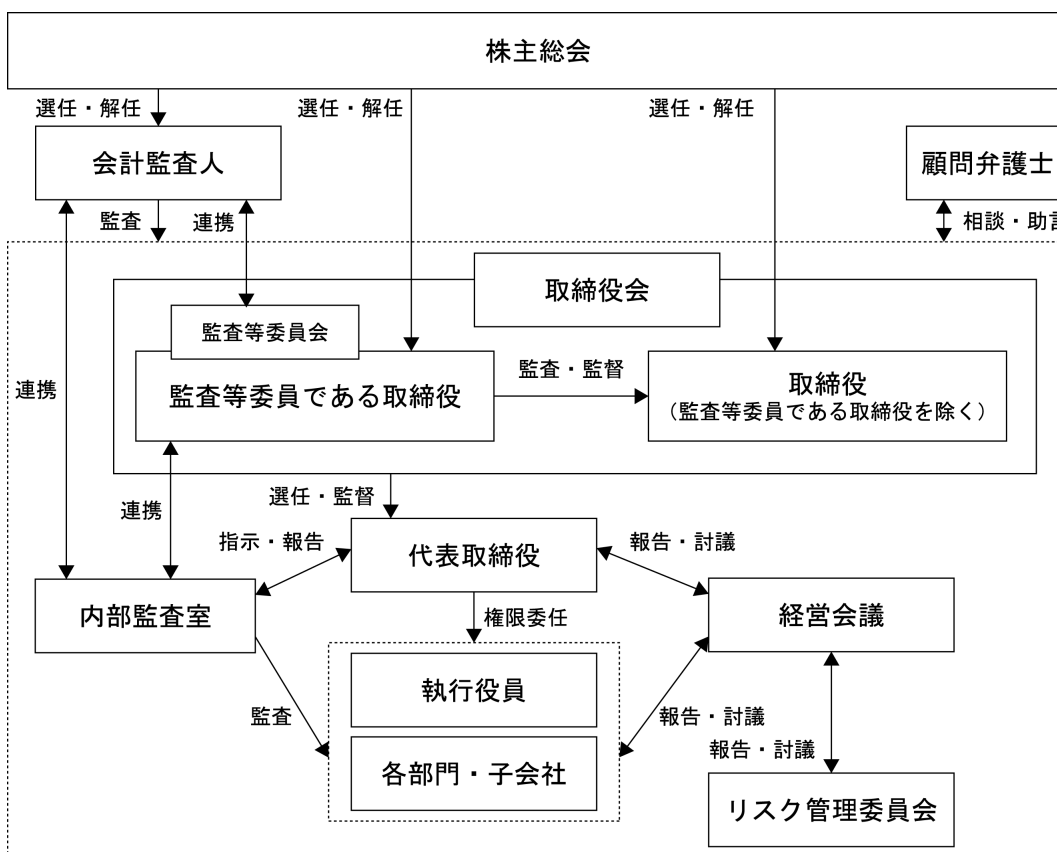 株主総会
選任・解任
選任・解任
選任・解任
会計監査人
顧問弁護士
監査
連携
相談・助言
取締役会
監査等委員会
連携
監査等委員である取締役
監査・監督
取締役
（監査等委員である取締役を除く）
選任・監督
連携
指示・報告
代表取締役
報告・討議
内部監査室
権限委任
経営会議
執行役員
監査
報告・討議
各部門・子会社
報告・討議
リスク管理委員会